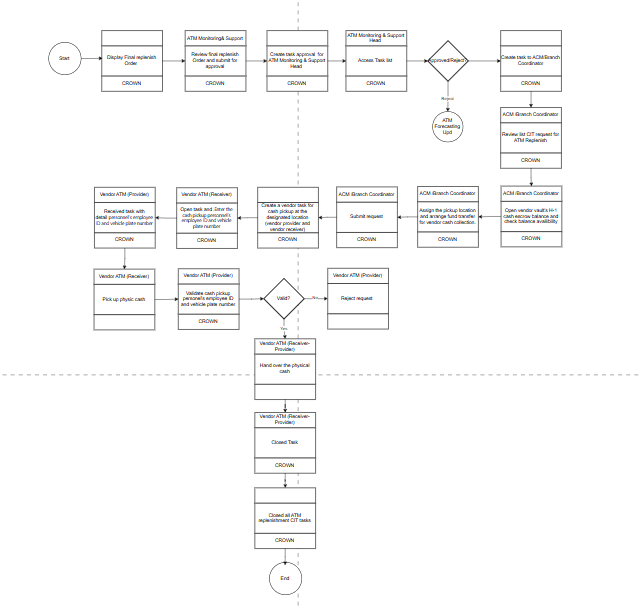 Start
Display Final replenish
Order
CROWN
ATM Monitoring& Support
Review final replenish
Order and submit for
approval
CROWN
Create task approval for
ATM Monitoring & Support
Head
CROWN
ATM Monitoring & Support
Head
Access Task list
CROWN
Approved/Reject?
Reject
ATM
Forecasting
Upd
Create task to ACM/Branch
Coordinator
CROWN
ACM /Branch Coordinator
Review list CIT request for
ATM Replenish
CROWN
ACM /Branch Coordinator
Open vendor vault's H-1
cash escrow balance and
check balance availibility
CROWN
ACM /Branch Coordinator
Assign the pickup location
and arrange fund transfer
for vendor cash collection.
CROWN
ACM /Branch Coordinator
Submit request
CROWN
Create a vendor task for
cash pickup at the
designated location
(vendor provider and
vendor receiver)
CROWN
Vendor ATM (Receiver)
Open task and Enter the
cash pickup personnel's
employee ID and vehicle
plate number
CROWN
Vendor ATM (Provider)
Received task with
detail personnel's employee
ID and vehicle plate number
CROWN
Vendor ATM (Receiver)
Pick up physic cash
Vendor ATM (Provider)
Validate cash pickup
personel's employee ID
and vehicle plate number
CROWN
Valid?
No
Vendor ATM (Provider)
Reject request
Yes
Vendor ATM (Receiver-
Provider)
Hand over the physical
cash
Vendor ATM (Receiver-
Provider)
Closed Task
CROWN
Closed all ATM
replenishment CIT tasks
CROWN
End